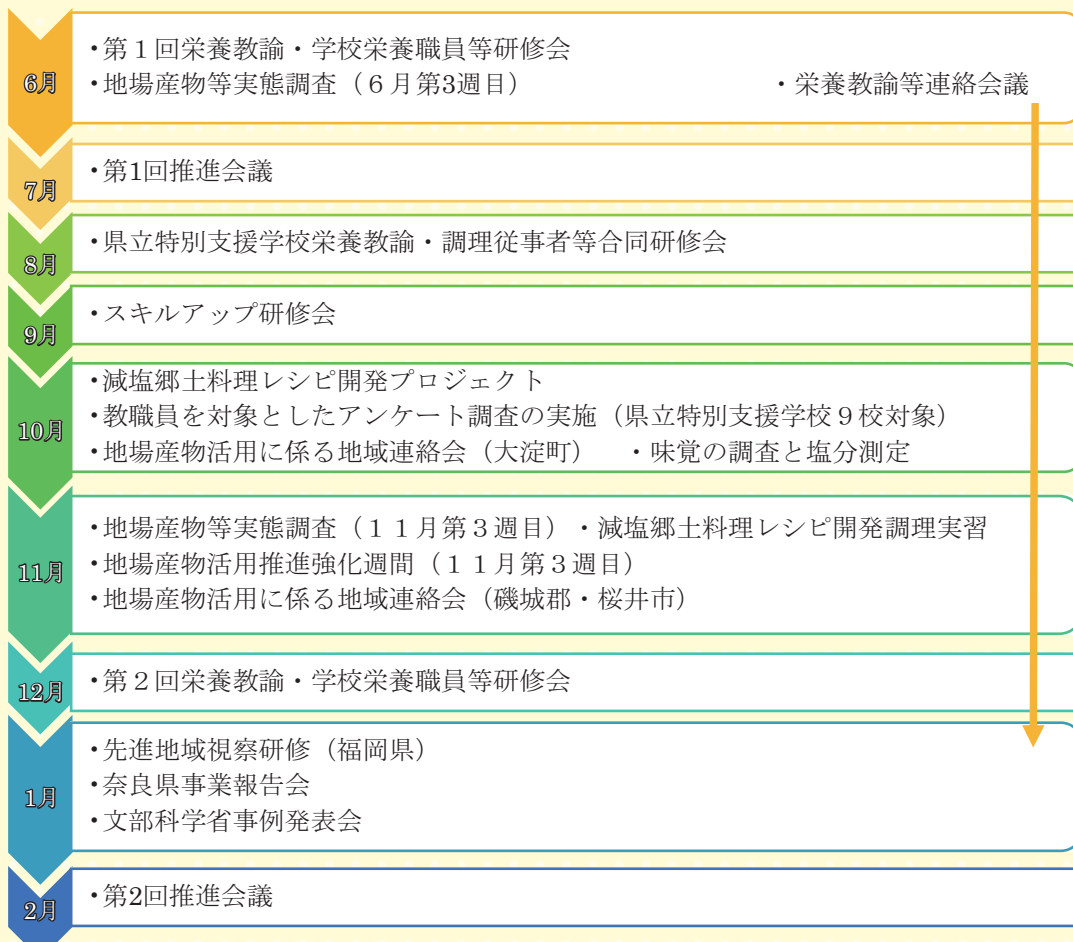 6月
・第１回栄養教諭・学校栄養職員等研修会
・地場産物等実態調査（６月第3週目） ・栄養教諭等連絡会議
7月
・第1回推進会議
8月
・県立特別支援学校栄養教諭・調理従事者等合同研修会
9月
・スキルアップ研修会
10月
・減塩郷土料理レシピ開発プロジェクト
・教職員を対象としたアンケート調査の実施（県立特別支援学校９校対象）
・地場産物活用に係る地域連絡会（大淀町） ・味覚の調査と塩分測定
11月
・地場産物等実態調査（１１月第３週目）・減塩郷土料理レシピ開発調理実習
・地場産物活用推進強化週間（１１月第３週目）
・地場産物活用に係る地域連絡会（磯城郡・桜井市）
12月
・第２回栄養教諭・学校栄養職員等研修会
1月
・先進地域視察研修（福岡県）
・奈良県事業報告会
・文部科学省事例発表会
2月
・第2回推進会議